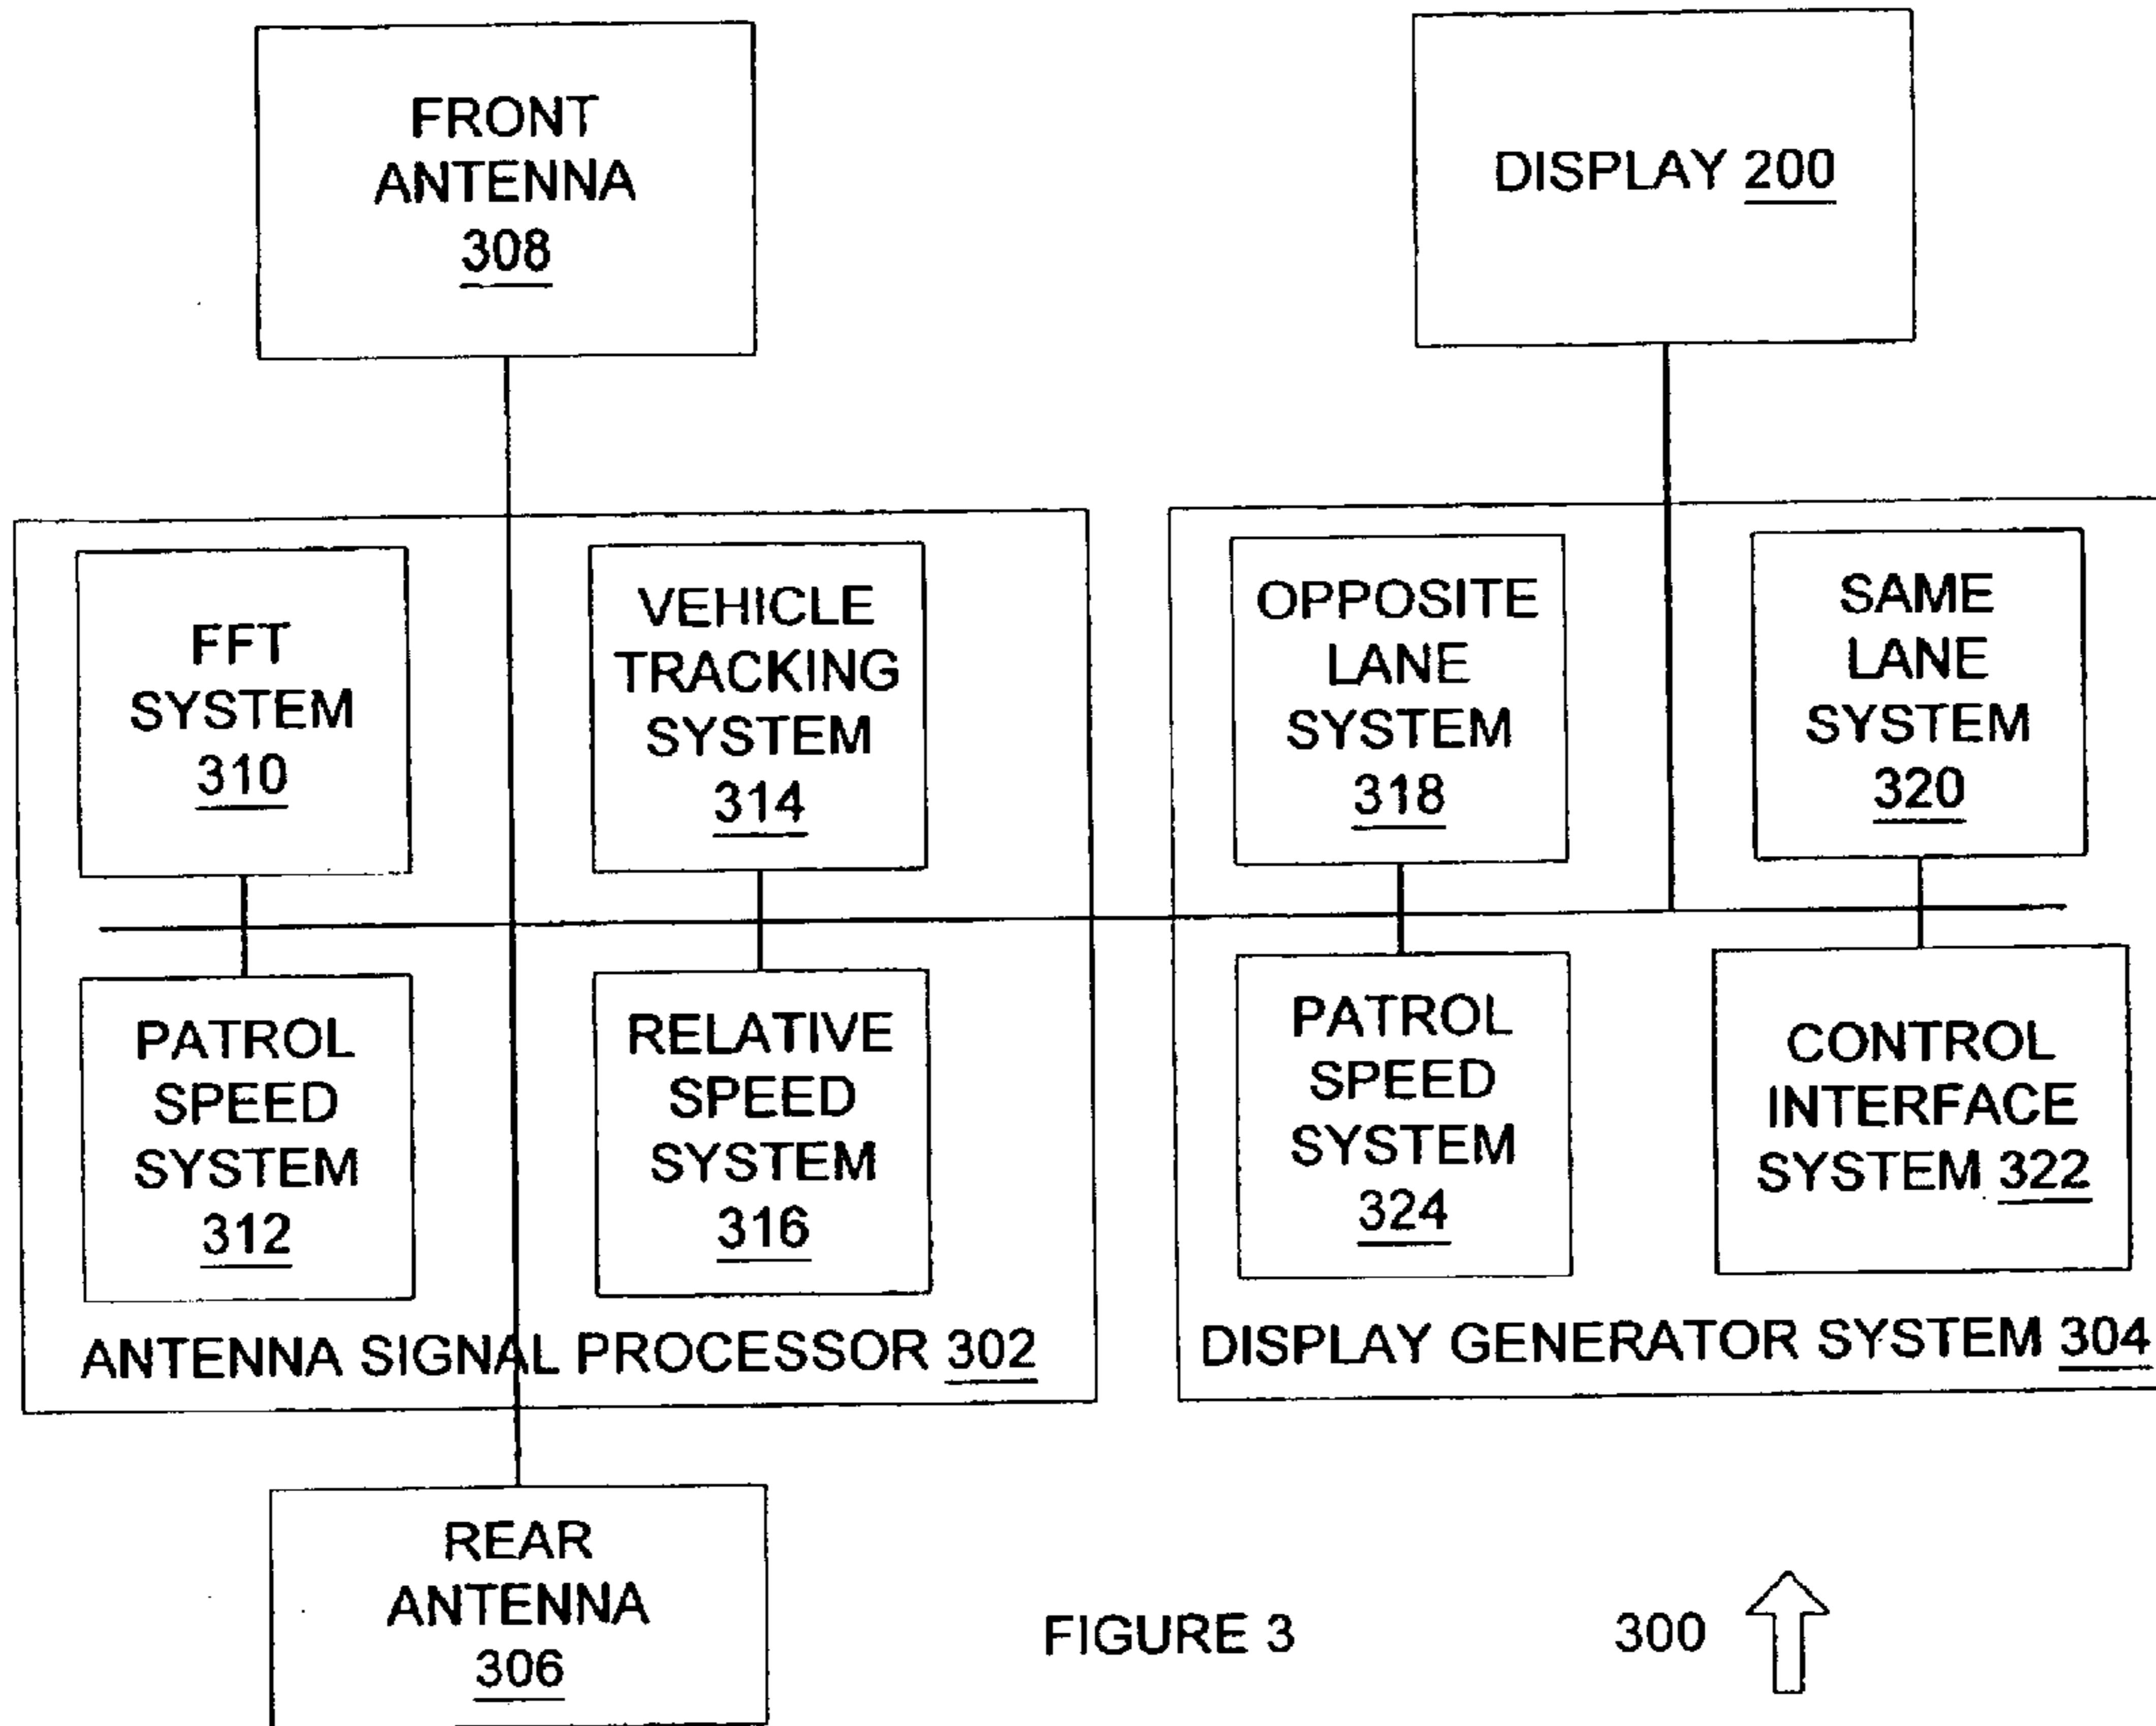 FRONT
ANTENNA
308
DISPLAY 200
FFT
SYSTEM
310
VEHICLE
TRACKING
SYSTEM
314
OPPOSITE
LANE
SYSTEM
318
SAME
LANE
SYSTEM
320
PATROL
SPEED
SYSTEM
312
RELATIVE
SPEED
SYSTEM
316
PATROL
SPEED
SYSTEM
324
CONTROL
INTERFACE
SYSTEM 322
ANTENNA SIGNAL PROCESSOR 302
DISPLAY GENERATOR SYSTEM 304
REAR
ANTENNA
306
FIGURE 3
300